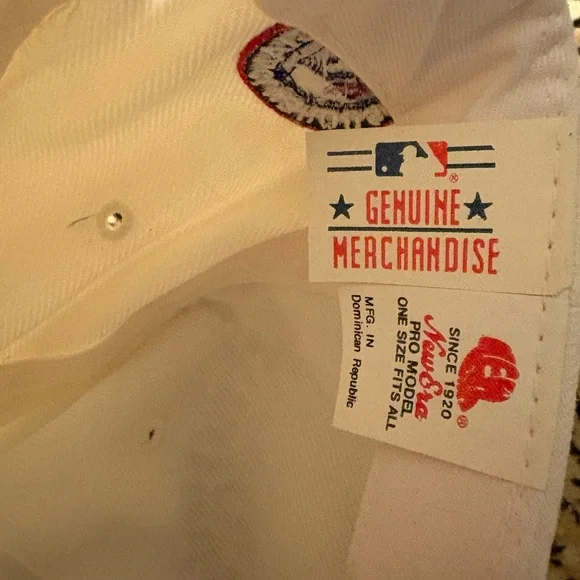 GENUINE
MERCHANDISE
SINCE 1920
New Era
PRO MODEL
ONE SIZE FITS ALL
MFG. IN
Dominican Republic